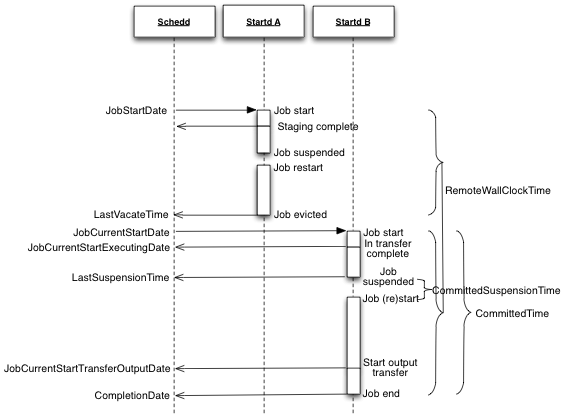 Schedd
Startd A
Startd B
JobStartDate
Job start
Staging complete
Job suspended
Job restart
RemoteWallClockTime
LastVacateTime
Job evicted
JobCurrentStartDate
Job start
JobCurrentStartExecutingDate
In transfer
complete
LastSuspensionTime
Job
suspended
CommittedSuspensionTime
Job (re)start
CommittedTime
JobCurrentStartTransferOutputDate
Start output
transfer
CompletionDate
Job end